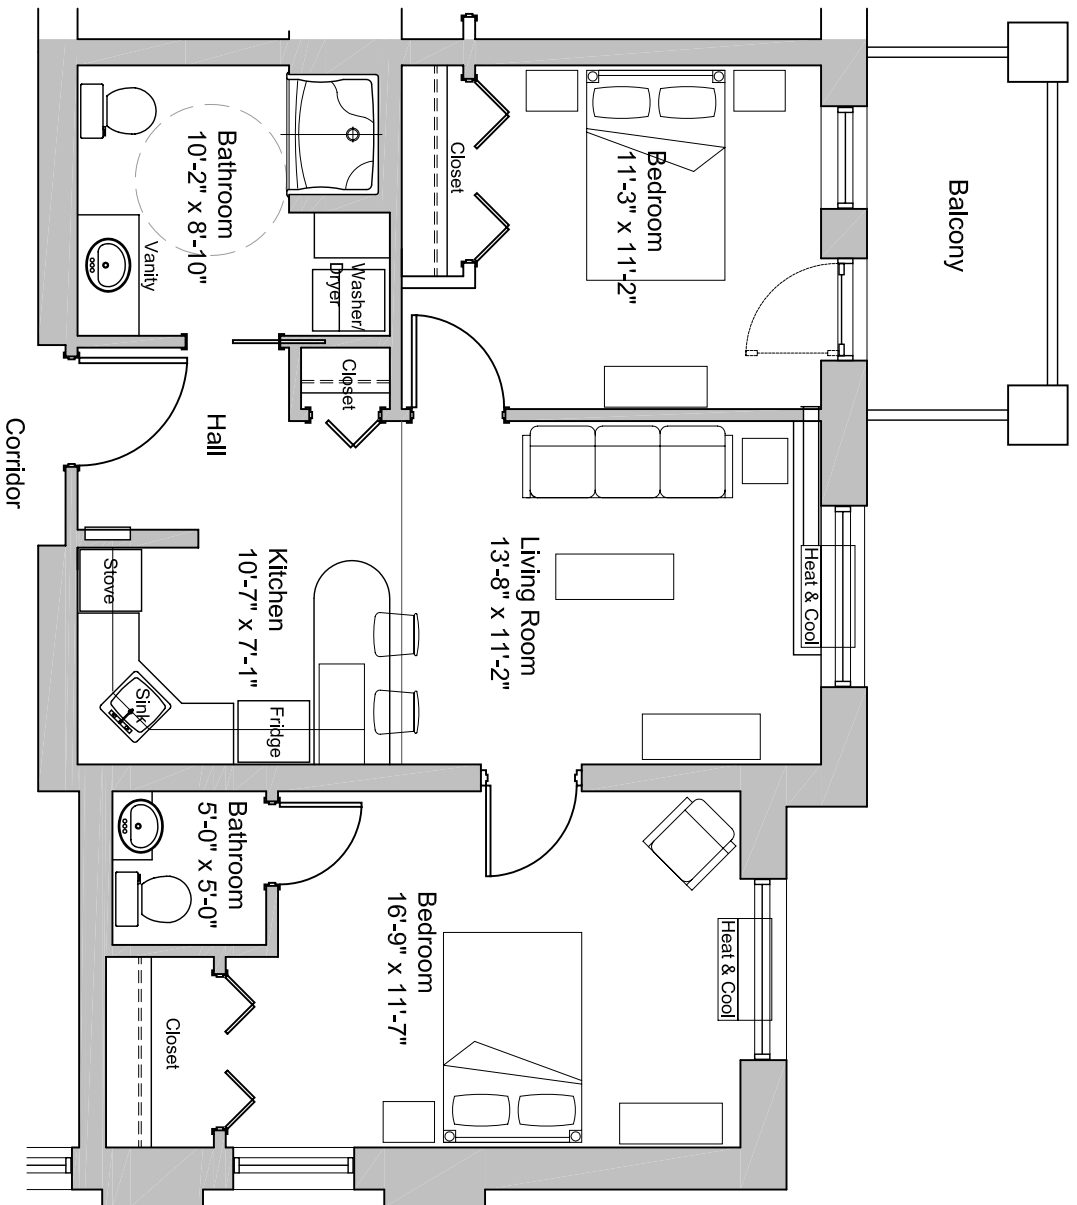 Balcony
Bedroom
11'-3" x 11'-2"
Closet
Bathroom
10'-2" x 8'-10"
Vanity
Washer/
Dryer
Closet
Hall
Corridor
Living Room
13'-8" x 11'-2"
Heat & Cool
Kitchen
10'-7" x 7'-1"
Stove
Sink
Fridge
Heat & Cool
Bedroom
16'-9" x 11'-7"
Bathroom
5'-0" x 5'-0"
Closet